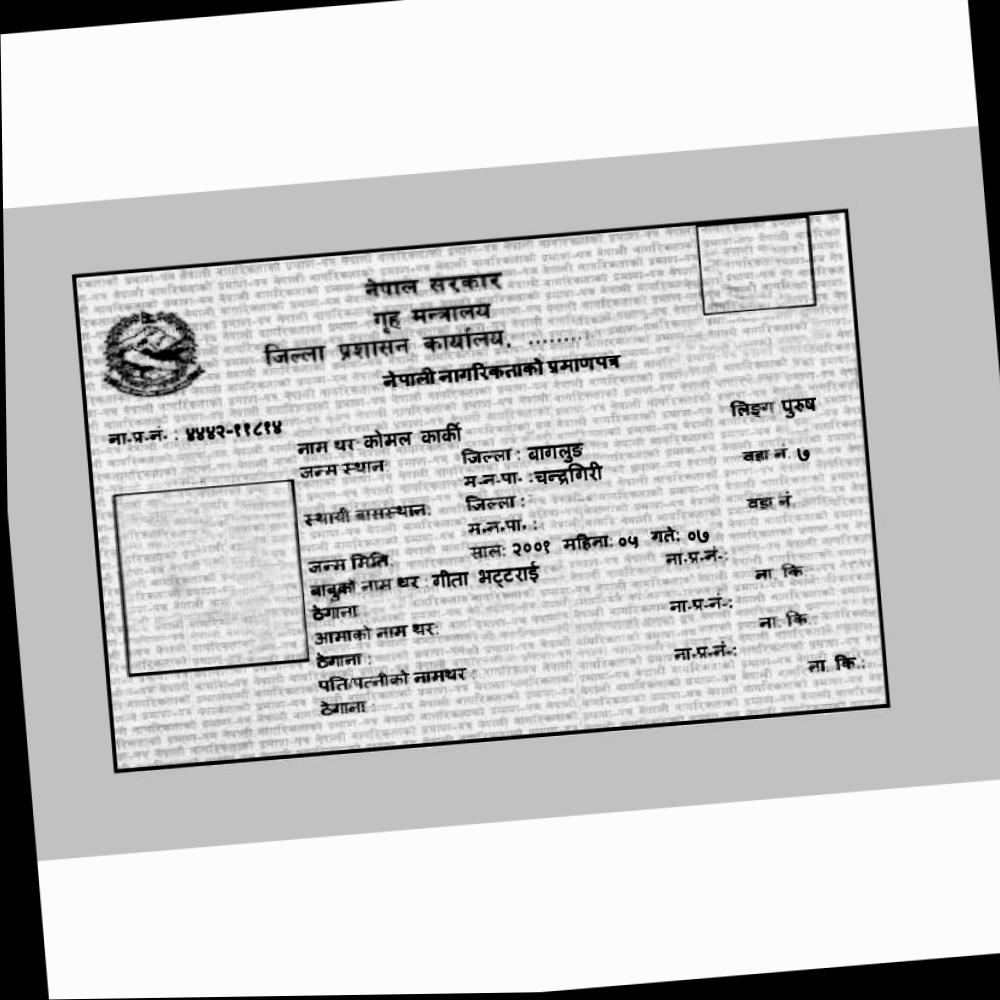 नेपाल सरकार
गृह मन्त्रालय
जिल्ला प्रशासन कार्यालय, ........
नेपाली नागरिकताको प्रमाणपत्र
ना.प्र.नं. : ४४४२-११८१४
लिङ्ग पुरुष
नाम थर कोमल कार्की
जन्म स्थान जिल्ला : बागलुङ वडा नं. ७
म.न.पा. : चन्द्रगिरी
स्थायी बासस्थान: जिल्ला : वडा नं.
म.न.पा. :
जन्म मिति. साल: २००१ महिना: ०५ गते: ०७
बाबुको नाम थर : गीता भट्टराई ना.प्र.नं.:
ठेगाना ना. कि.
आमाको नाम थर: ना.प्र.नं.:
ठेगाना : ना. कि.
पति/पत्नीको नामथर : ना.प्र.नं.:
ठेगाना : ना. कि.: